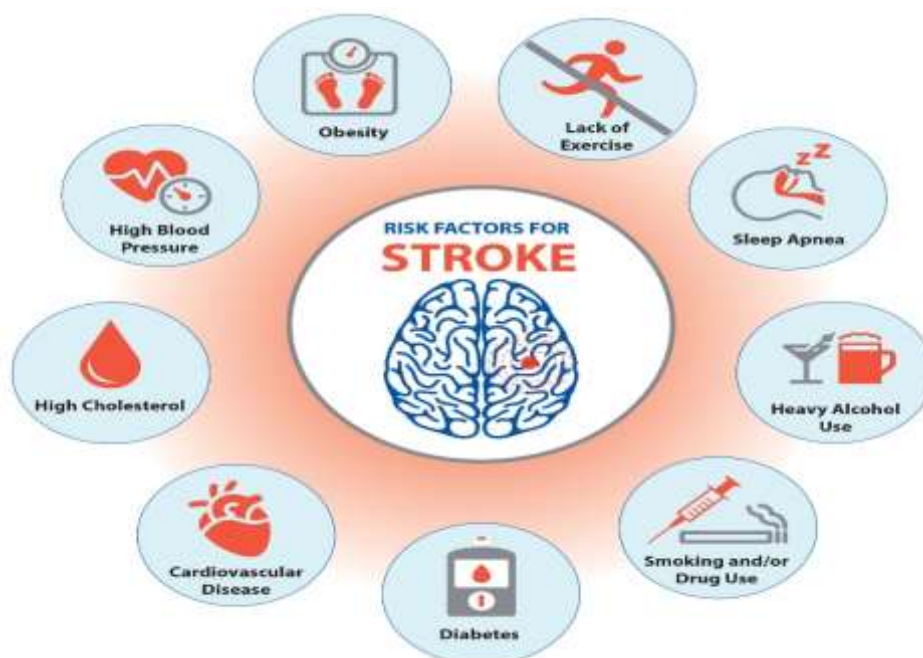 RISK FACTORS FOR
STROKE
Obesity
Lack of
Exercise
Sleep Apnea
Heavy Alcohol
Use
Smoking and/or
Drug Use
Diabetes
Cardiovascular
Disease
High Cholesterol
High Blood
Pressure
z
Z